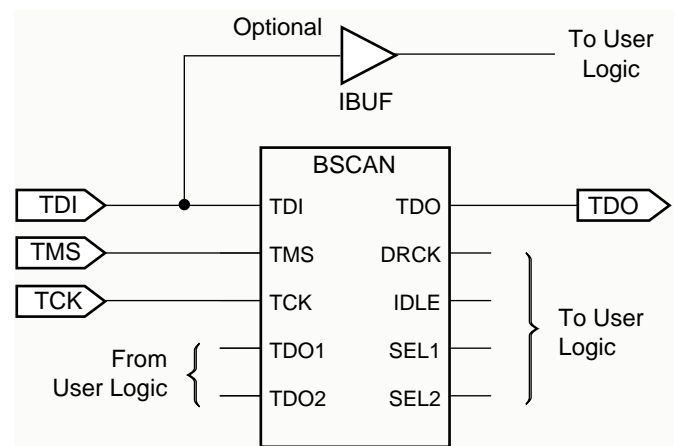 Optional
To User
Logic
IBUF
BSCAN
TDI
TDI
TDO
TDO
TMS
TMS
DRCK
TCK
TCK
IDLE
To User
Logic
From
User Logic
TDO1
SEL1
TDO2
SEL2